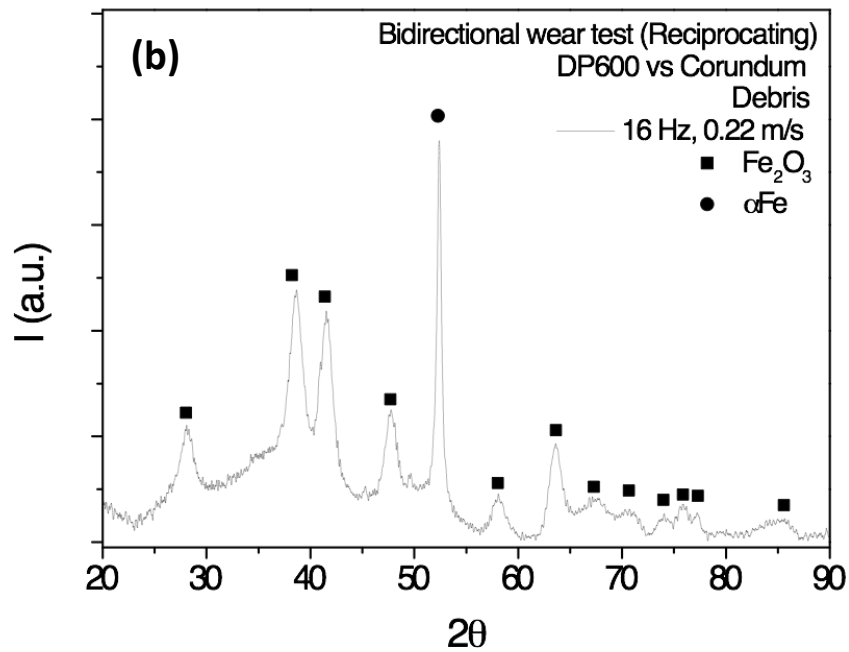 (b)
Bidirectional wear test (Reciprocating)
DP600 vs Corundum
Debris
16 Hz, 0.22 m/s
Fe₂O₃
αFe
I (a.u.)
20 30 40 50 60 70 80 90
2θ